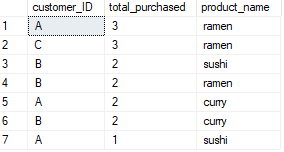 customer_ID total_purchased product_name
1 A 3 ramen
2 C 3 ramen
3 B 2 sushi
4 B 2 ramen
5 A 2 curry
6 B 2 curry
7 A 1 sushi